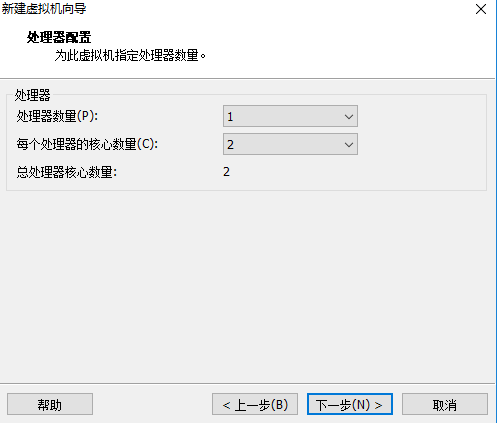 新建虚拟机向导
处理器配置
为此虚拟机指定处理器数量。
处理器
处理器数量(P): 1
每个处理器的核心数量(C): 2
总处理器核心数量: 2
帮助 < 上一步(B) 下一步(N) > 取消